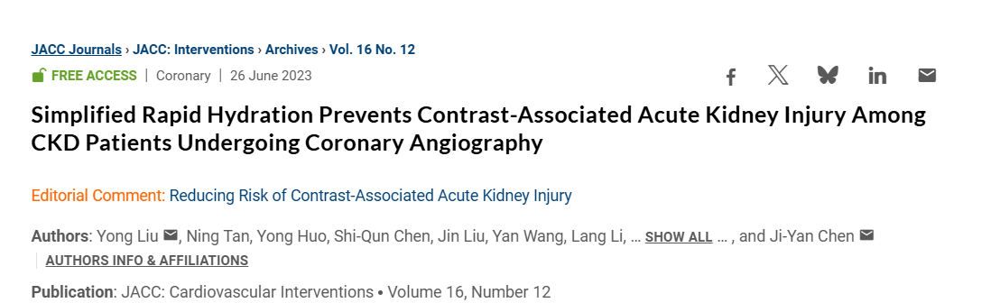 JACC Journals › JACC: Interventions › Archives › Vol. 16 No. 12
FREE ACCESS | Coronary | 26 June 2023
Simplified Rapid Hydration Prevents Contrast-Associated Acute Kidney Injury Among
CKD Patients Undergoing Coronary Angiography
Editorial Comment: Reducing Risk of Contrast-Associated Acute Kidney Injury
Authors: Yong Liu, Ning Tan, Yong Huo, Shi-Qun Chen, Jin Liu, Yan Wang, Lang Li, ... SHOW ALL ... , and Ji-Yan Chen
AUTHORS INFO & AFFILIATIONS
Publication: JACC: Cardiovascular Interventions • Volume 16, Number 12